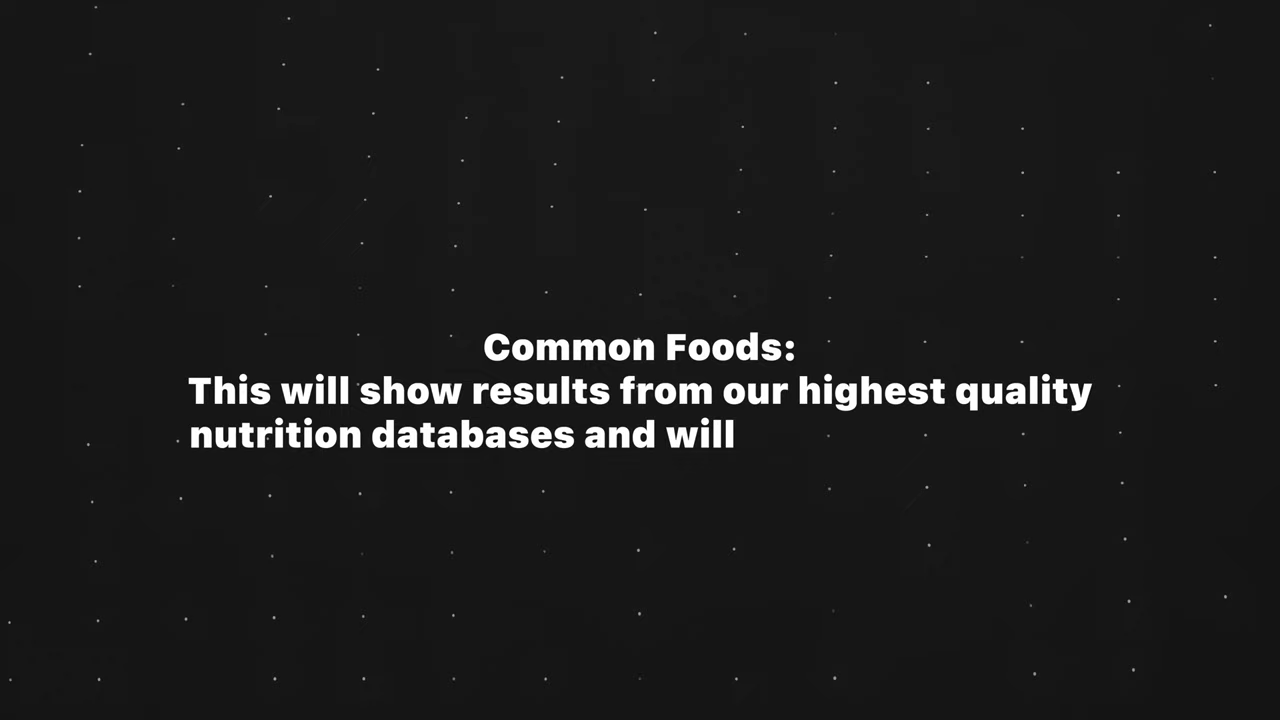 Common Foods:
This will show results from our highest quality
nutrition databases and will